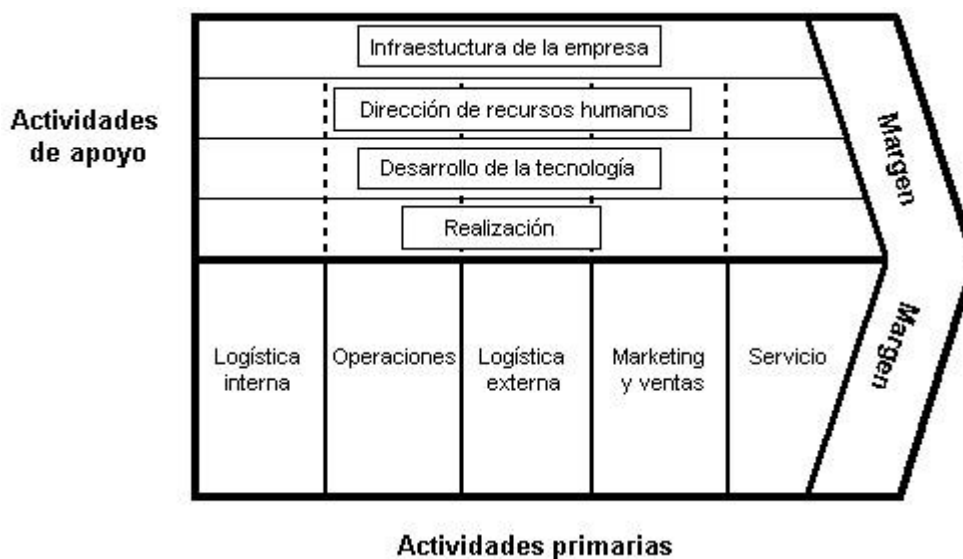 Infraestuctura de la empresa
Dirección de recursos humanos
Desarrollo de la tecnología
Realización
Actividades
de apoyo
Margen
Margen
Logística
interna
Operaciones
Logística
externa
Marketing
y ventas
Servicio
Actividades primarias